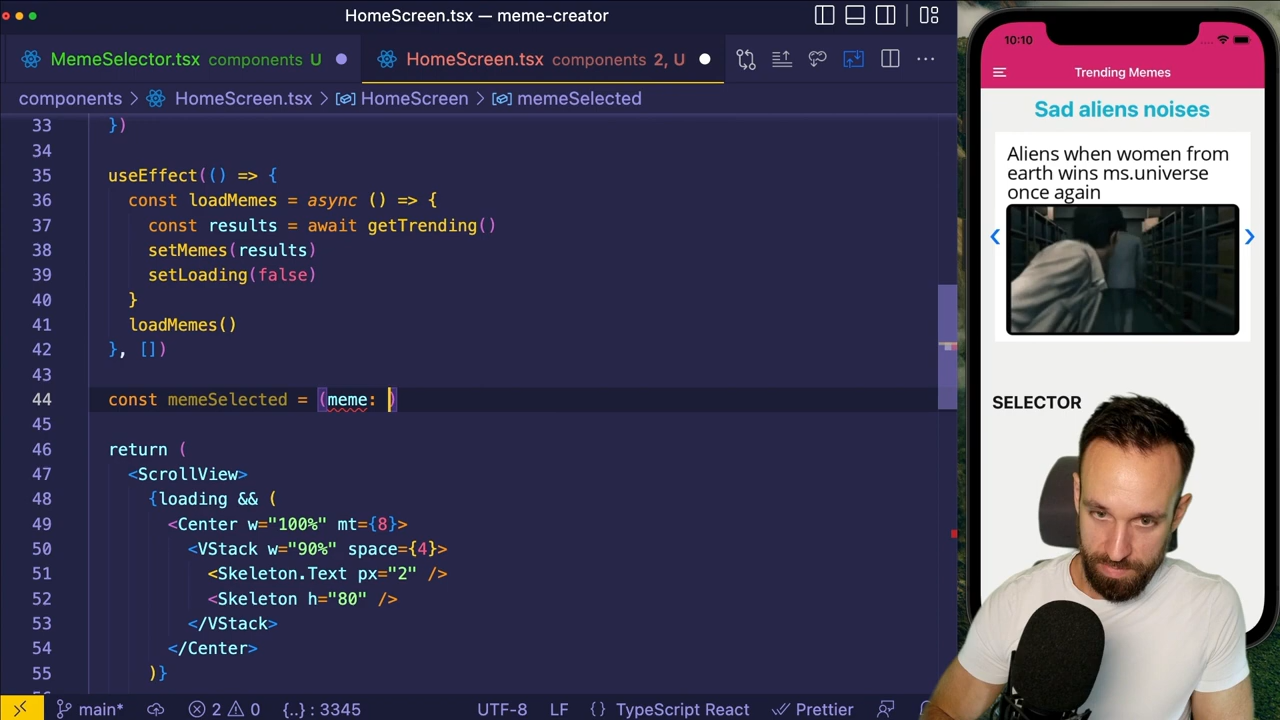 HomeScreen.tsx — meme-creator
MemeSelector.tsx components U
HomeScreen.tsx components 2, U
components > HomeScreen.tsx > HomeScreen > memeSelected
33 })
34
35 useEffect(() => {
36 const loadMemes = async () => {
37 const results = await getTrending()
38 setMemes(results)
39 setLoading(false)
40 }
41 loadMemes()
42 }, [])
43
44 const memeSelected = (meme: )
45
46 return (
47 <ScrollView>
48 {loading && (
49 <Center w="100%" mt={8}>
50 <VStack w="90%" space={4}>
51 <Skeleton.Text px="2" />
52 <Skeleton h="80" />
53 </VStack>
54 </Center>
55 )}
main* 2 0 {..} : 3345 UTF-8 LF {} TypeScript React Prettier
10:10
Trending Memes
Sad aliens noises
Aliens when women from
earth wins ms.universe
once again
SELECTOR